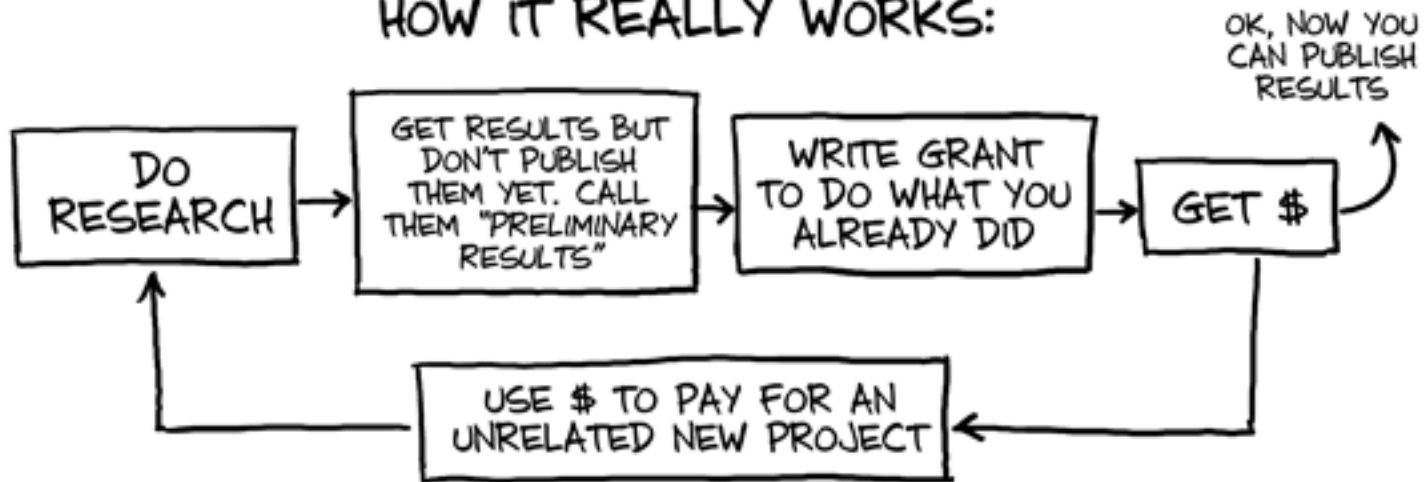 HOW IT REALLY WORKS:
OK, NOW YOU
CAN PUBLISH
RESULTS
DO
RESEARCH
GET RESULTS BUT
DON'T PUBLISH
THEM YET. CALL
THEM "PRELIMINARY
RESULTS"
WRITE GRANT
TO DO WHAT YOU
ALREADY DID
GET $
USE $ TO PAY FOR AN
UNRELATED NEW PROJECT